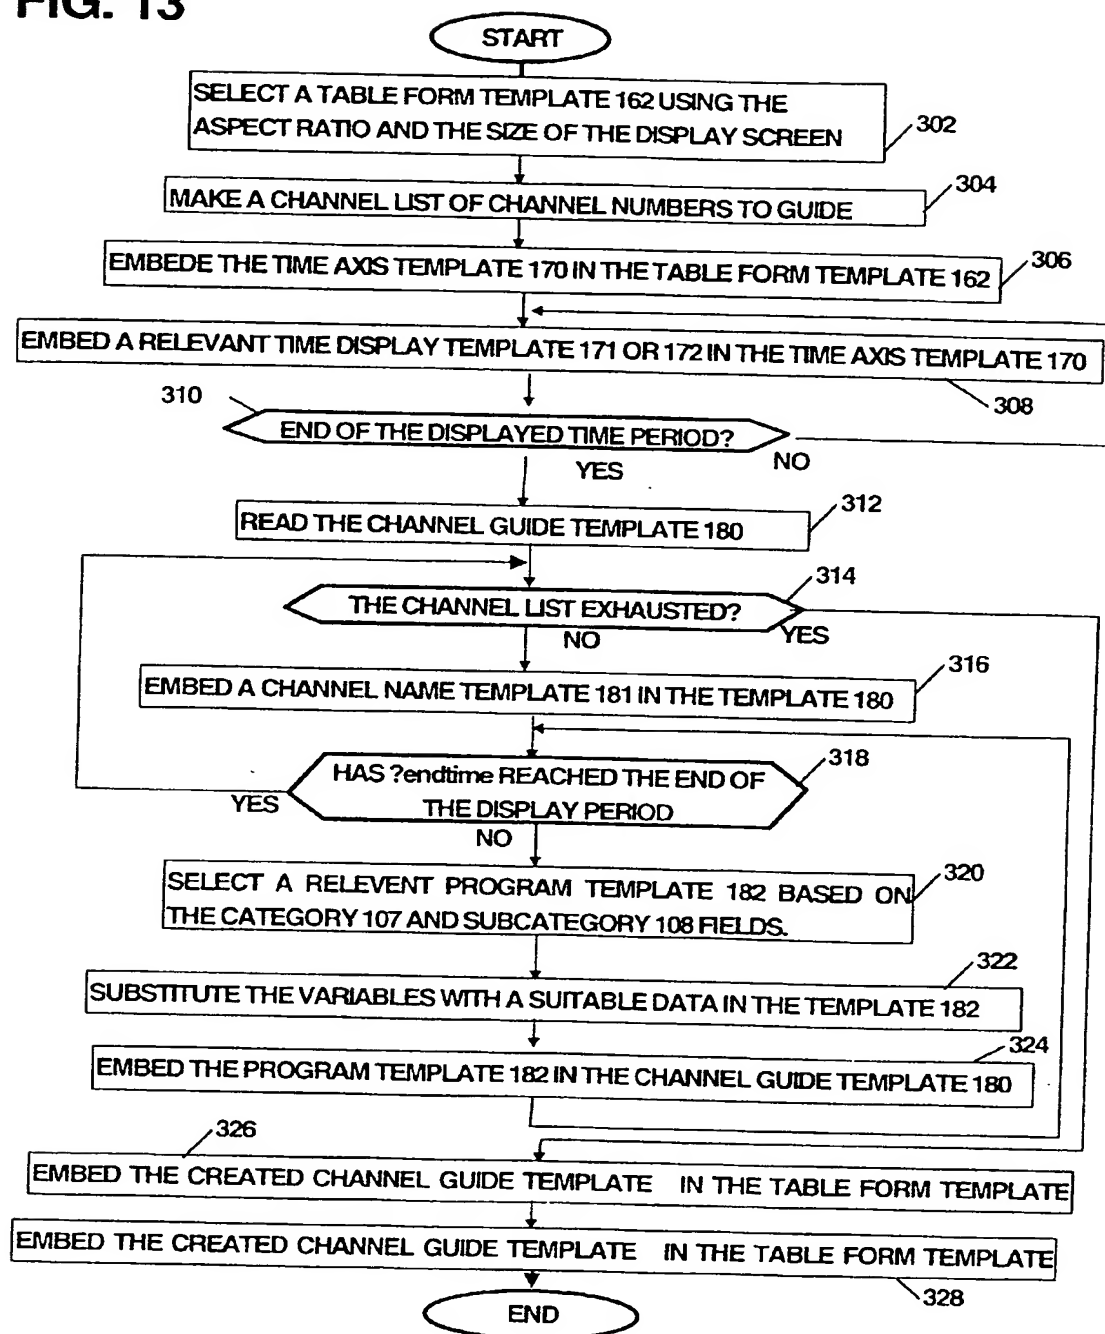 FIG. 13
START
SELECT A TABLE FORM TEMPLATE 162 USING THE
ASPECT RATIO AND THE SIZE OF THE DISPLAY SCREEN
302
MAKE A CHANNEL LIST OF CHANNEL NUMBERS TO GUIDE
304
EMBEDE THE TIME AXIS TEMPLATE 170 IN THE TABLE FORM TEMPLATE 162
306
EMBED A RELEVANT TIME DISPLAY TEMPLATE 171 OR 172 IN THE TIME AXIS TEMPLATE 170
308
310
END OF THE DISPLAYED TIME PERIOD?
YES
NO
READ THE CHANNEL GUIDE TEMPLATE 180
312
THE CHANNEL LIST EXHAUSTED?
314
NO
YES
EMBED A CHANNEL NAME TEMPLATE 181 IN THE TEMPLATE 180
316
HAS ?endtime REACHED THE END OF
THE DISPLAY PERIOD
318
YES
NO
SELECT A RELEVENT PROGRAM TEMPLATE 182 BASED ON
THE CATEGORY 107 AND SUBCATEGORY 108 FIELDS.
320
SUBSTITUTE THE VARIABLES WITH A SUITABLE DATA IN THE TEMPLATE 182
322
EMBED THE PROGRAM TEMPLATE 182 IN THE CHANNEL GUIDE TEMPLATE 180
324
326
EMBED THE CREATED CHANNEL GUIDE TEMPLATE IN THE TABLE FORM TEMPLATE
EMBED THE CREATED CHANNEL GUIDE TEMPLATE IN THE TABLE FORM TEMPLATE
328
END